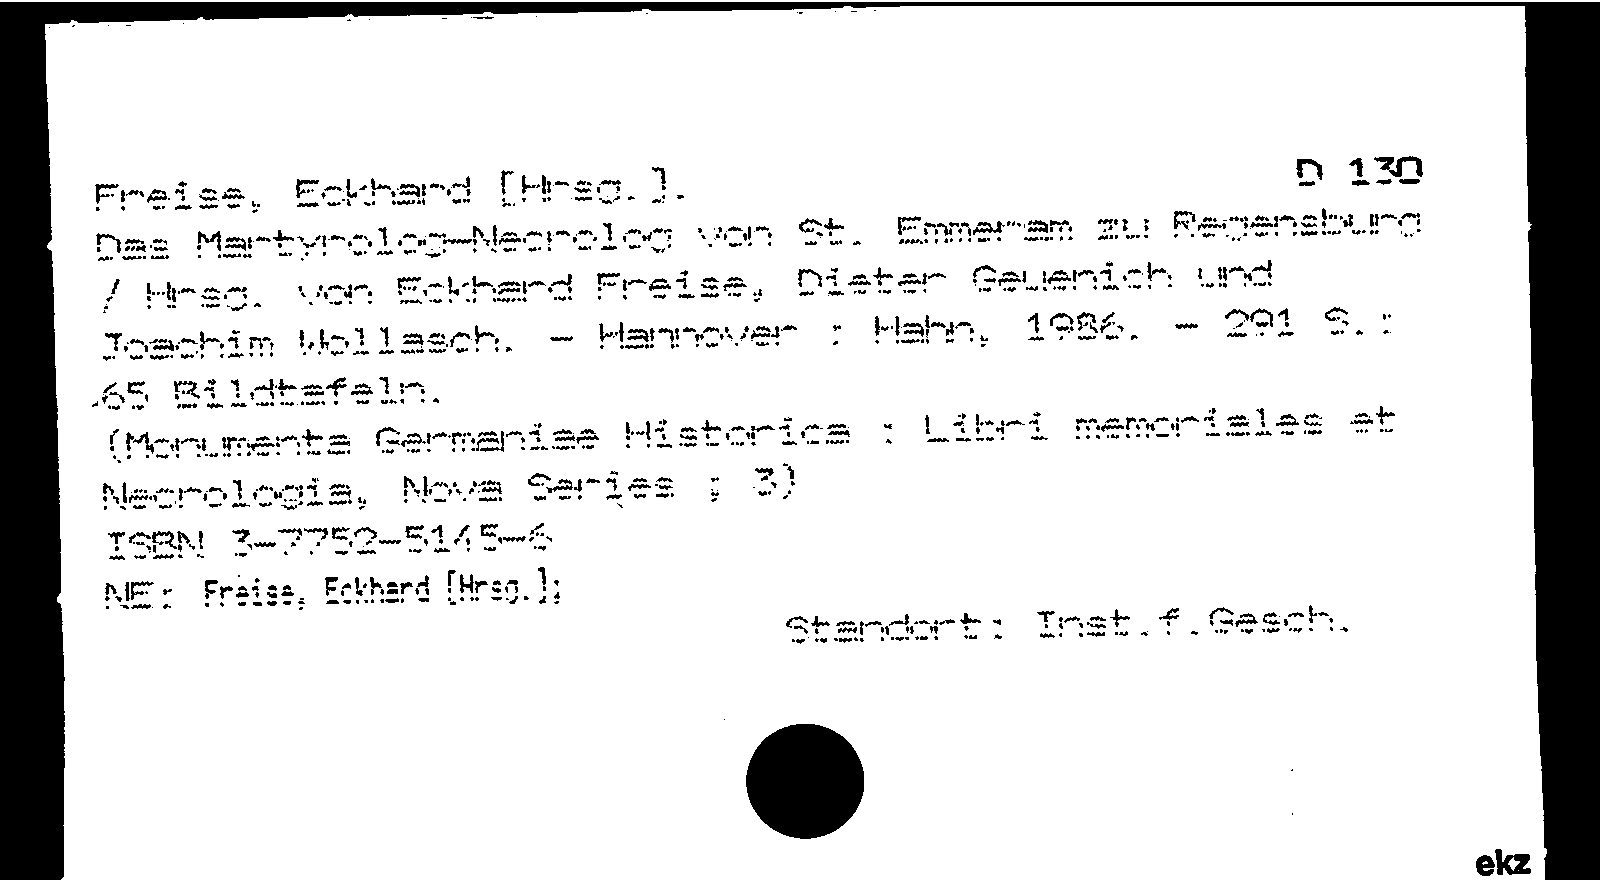 D 130
Freise, Eckhard [Hrsg.].
Das Martyrolog-Necrolog von St. Emmeram zu Regensburg
/ Hrsg. von Eckhard Freise, Dieter Geuenich und
Joachim Wollasch. - Hannover : Hahn, 1986. - 291 S.:
65 Bildtafeln.
(Monumenta Germaniae Historica : Libri memoriales et
Necrologia, Nova Series ; 3)
ISBN 3-7752-5145-6
NE: Freise, Eckhard [Hrsg.];
Standort: Inst.f.Gesch.
ekz